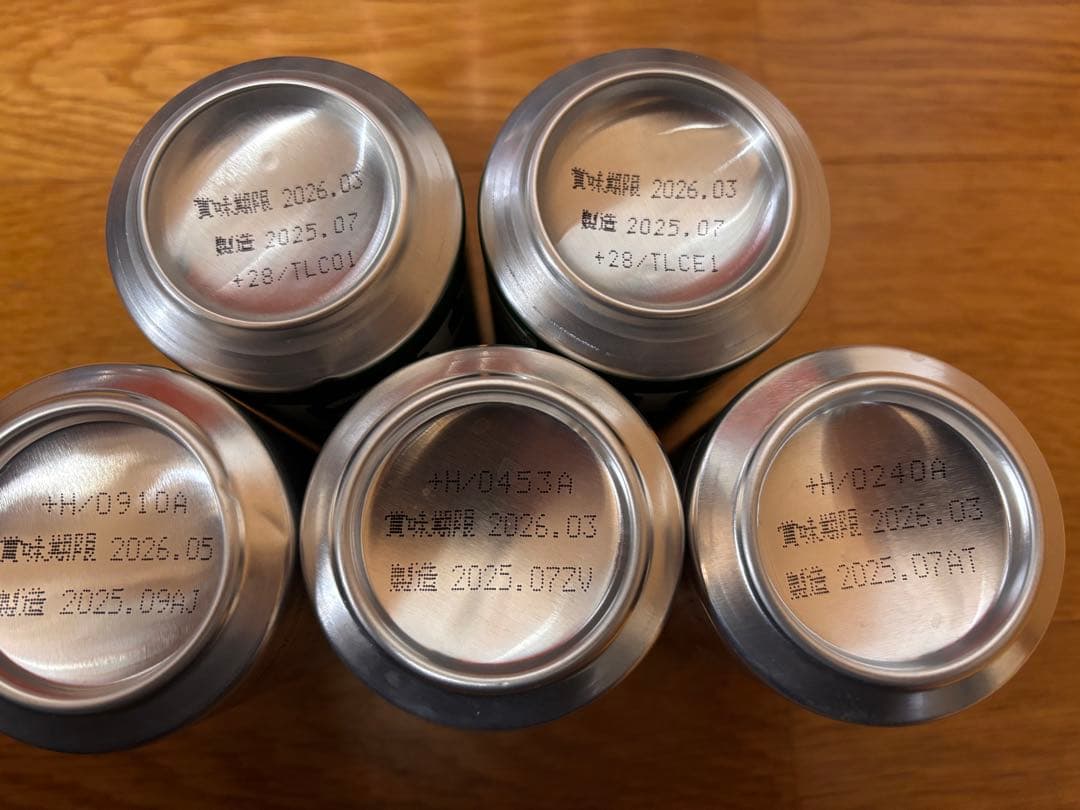 賞味期限 2026.03
製造 2025.07
+28/TLC01
賞味期限 2026.03
製造 2025.07
+28/TLCE1
+H/0910A
賞味期限 2026.05
製造 2025.09AJ
+H/0453A
賞味期限 2026.03
製造 2025.07ZV
+H/0240A
賞味期限 2026.03
製造 2025.07AT